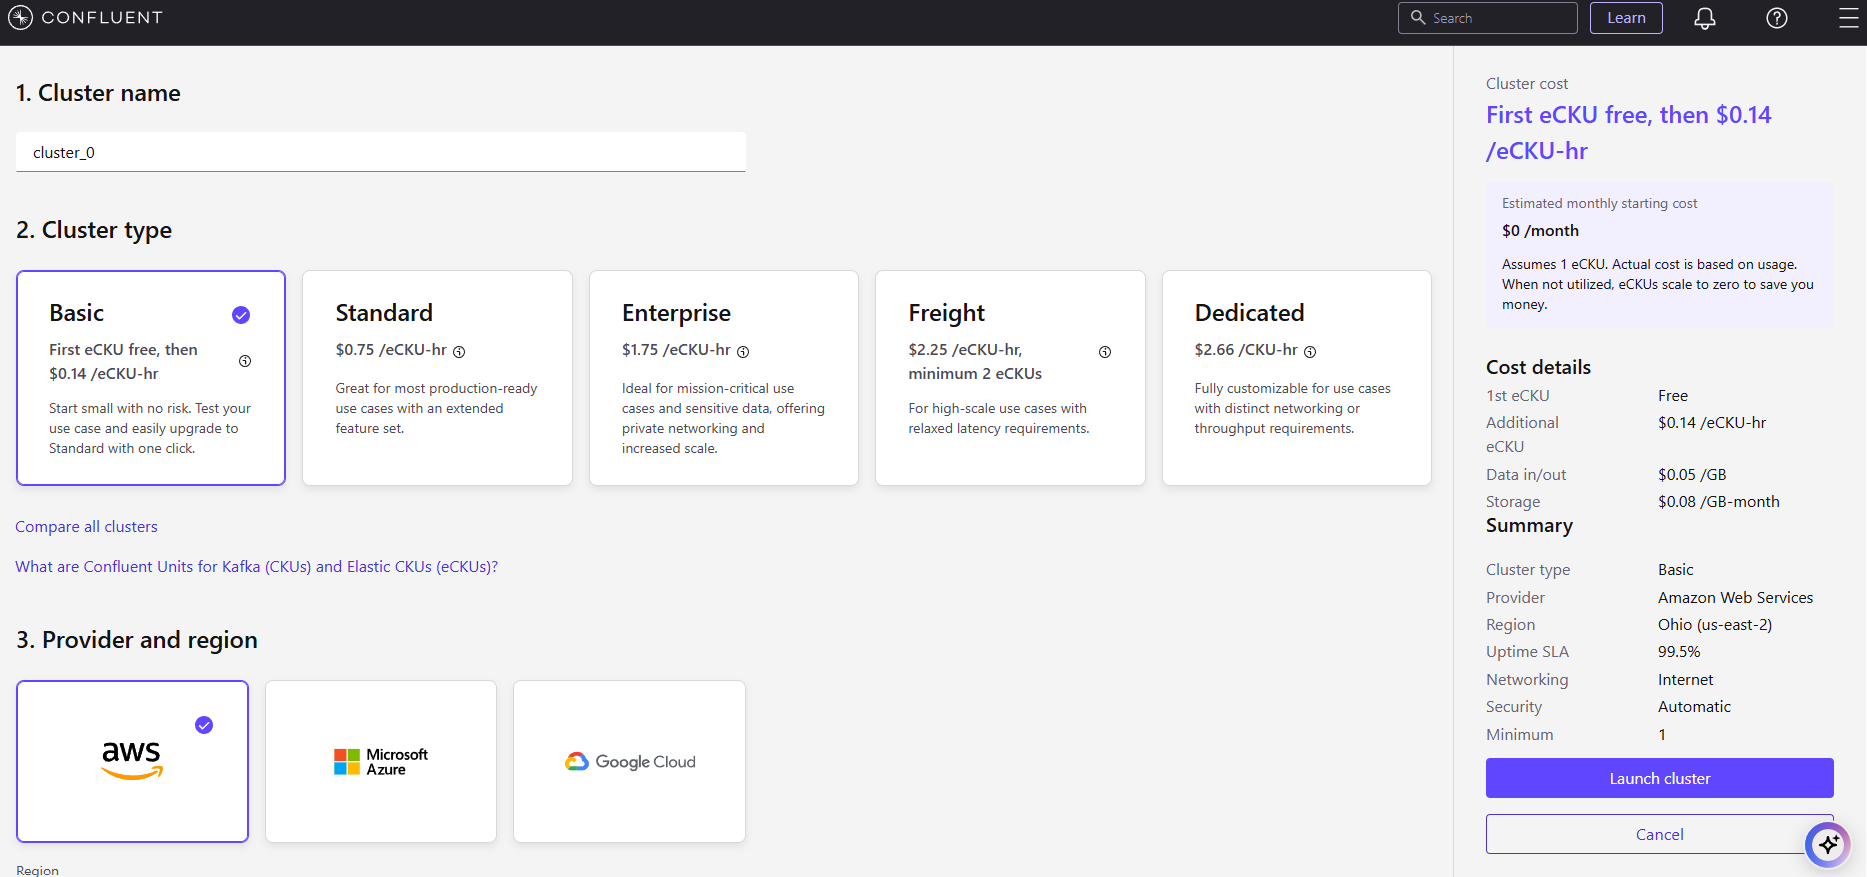 CONFLUENT
Search
Learn
1. Cluster name
cluster_0
2. Cluster type
Basic
First eCKU free, then
$0.14 /eCKU-hr
Start small with no risk. Test your
use case and easily upgrade to
Standard with one click.
Standard
$0.75 /eCKU-hr
Great for most production-ready
use cases with an extended
feature set.
Enterprise
$1.75 /eCKU-hr
Ideal for mission-critical use
cases and sensitive data, offering
private networking and
increased scale.
Freight
$2.25 /eCKU-hr,
minimum 2 eCKUs
For high-scale use cases with
relaxed latency requirements.
Dedicated
$2.66 /CKU-hr
Fully customizable for use cases
with distinct networking or
throughput requirements.
Compare all clusters
What are Confluent Units for Kafka (CKUs) and Elastic CKUs (eCKUs)?
3. Provider and region
aws
Microsoft
Azure
Google Cloud
Region
Cluster cost
First eCKU free, then $0.14
/eCKU-hr
Estimated monthly starting cost
$0 /month
Assumes 1 eCKU. Actual cost is based on usage.
When not utilized, eCKUs scale to zero to save you
money.
Cost details
1st eCKU Free
Additional $0.14 /eCKU-hr
eCKU
Data in/out $0.05 /GB
Storage $0.08 /GB-month
Summary
Cluster type Basic
Provider Amazon Web Services
Region Ohio (us-east-2)
Uptime SLA 99.5%
Networking Internet
Security Automatic
Minimum 1
Launch cluster
Cancel